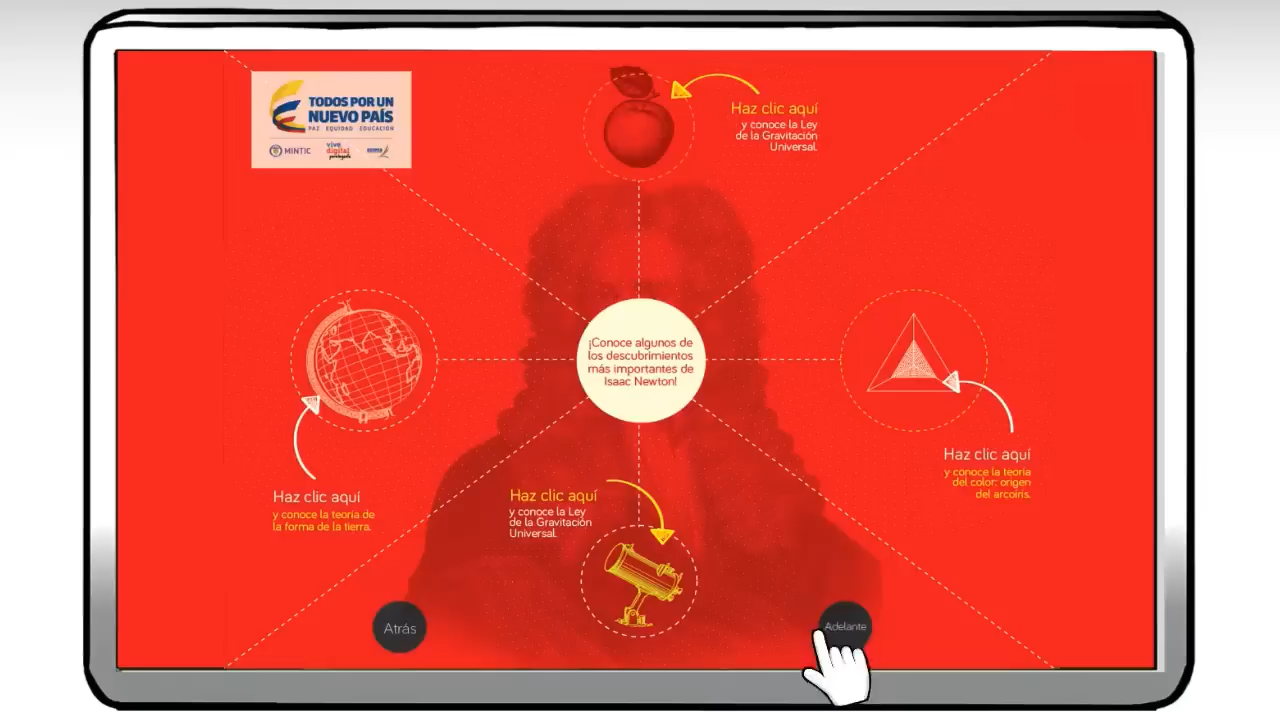 TODOS POR UN
NUEVO PAÍS
PAZ EQUIDAD EDUCACIÓN
MINTIC
vive
digital
Haz clic aquí
y conoce la Ley
de la Gravitación
Universal.
¡Conoce algunos de
los descubrimientos
más importantes de
Isaac Newton!
Haz clic aquí
y conoce la teoría
del color: origen
del arcoíris.
Haz clic aquí
y conoce la teoría de
la forma de la tierra.
Haz clic aquí
y conoce la Ley
de la Gravitación
Universal.
Atrás
Adelante